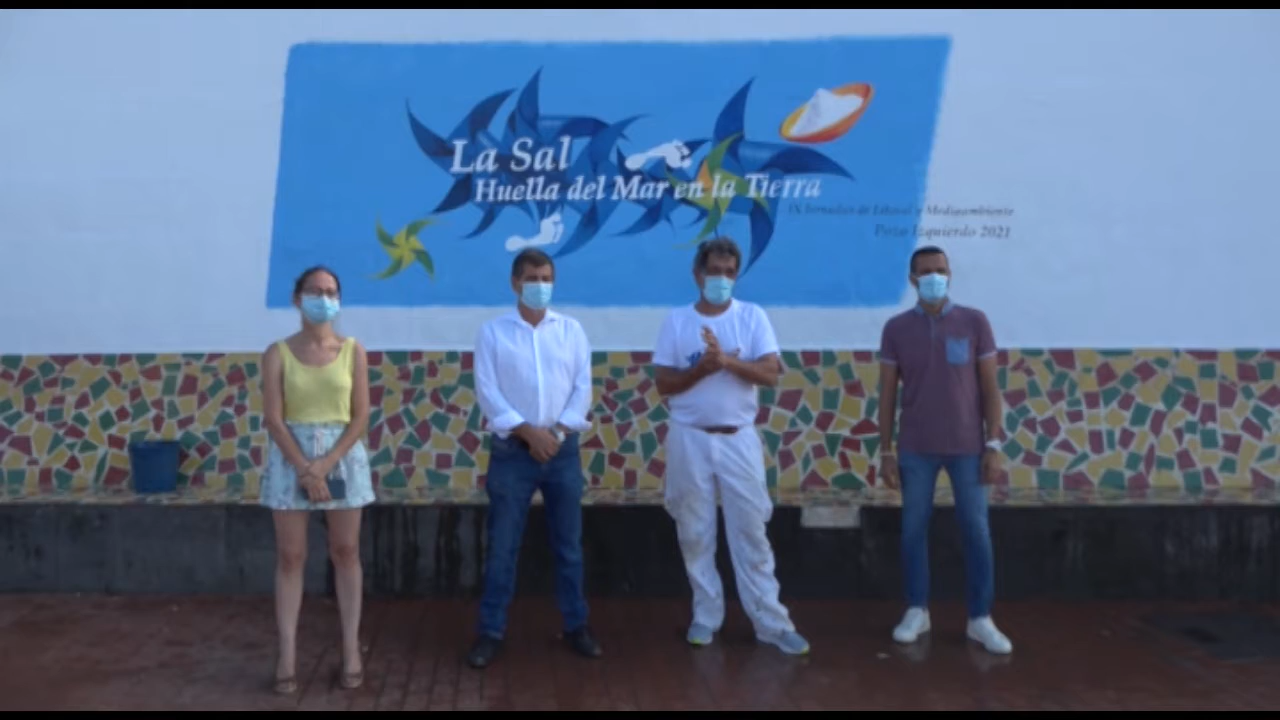 La Sal
Huella del Mar en la Tierra
IX Jornadas de Litoral y Medioambiente
Pozo Izquierdo 2021